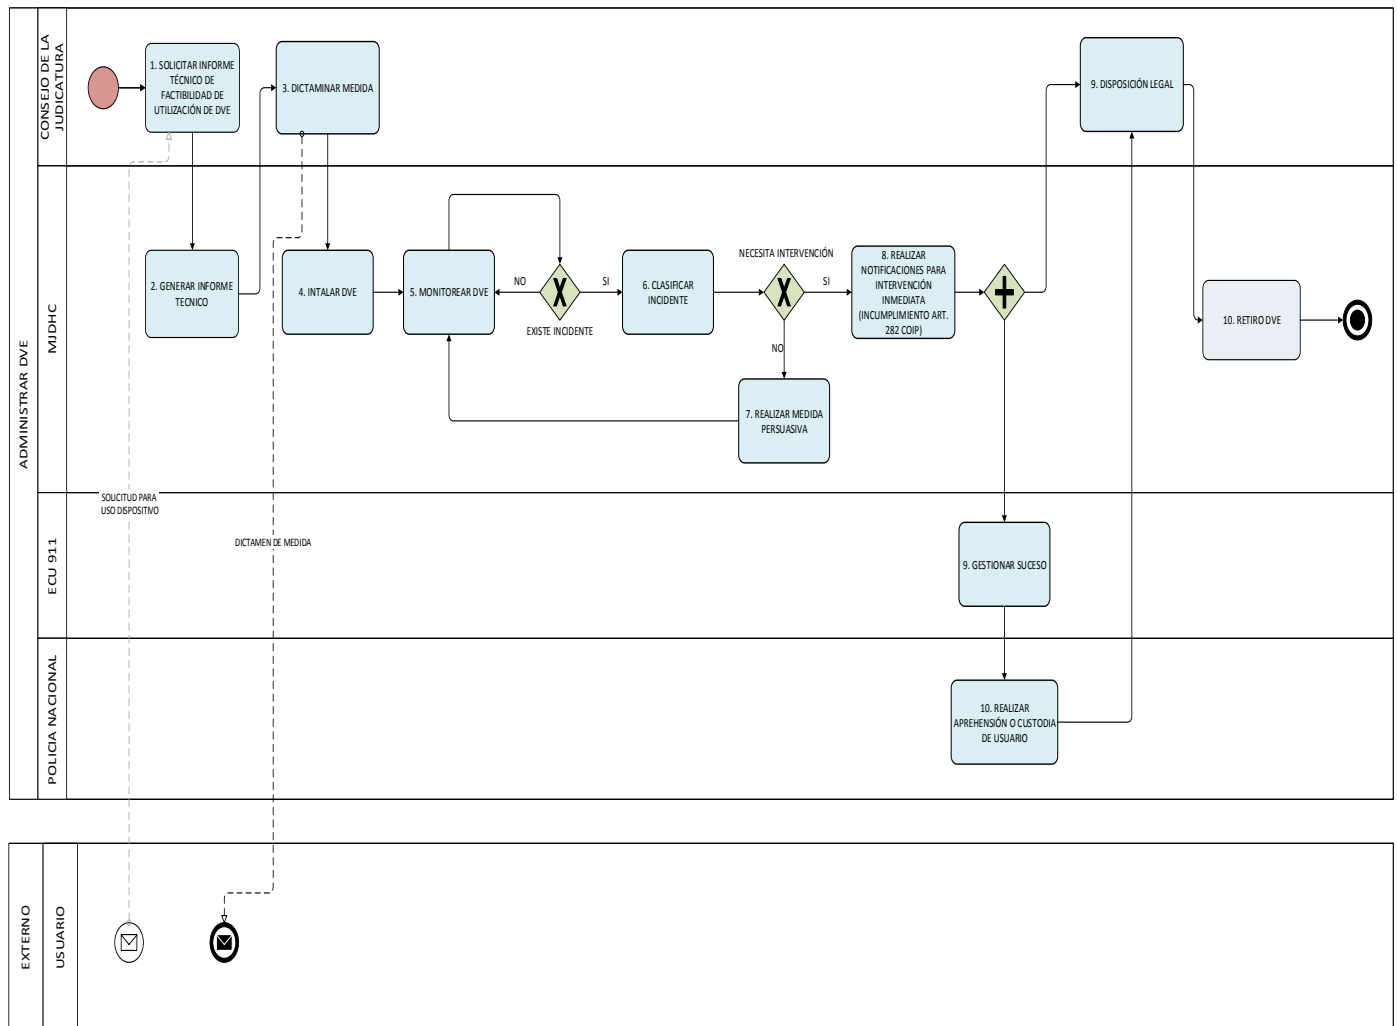 ADMINISTRAR DVE
CONSEJO DE LA
JUDICATURA
1. SOLICITAR INFORME
TÉCNICO DE
FACTIBILIDAD DE
UTILIZACIÓN DE DVE
3. DICTAMINAR MEDIDA
9. DISPOSICIÓN LEGAL
MJDHC
2. GENERAR INFORME
TECNICO
4. INTALAR DVE
5. MONITOREAR DVE
NO
EXISTE INCIDENTE
SI
6. CLASIFICAR
INCIDENTE
NECESITA INTERVENCIÓN
SI
NO
7. REALIZAR MEDIDA
PERSUASIVA
8. REALIZAR
NOTIFICACIONES PARA
INTERVENCIÓN
INMEDIATA
(INCUMPLIMIENTO ART.
282 COIP)
10. RETIRO DVE
SOLICITUD PARA
USO DISPOSITIVO
ECU 911
DICTAMEN DE MEDIDA
9. GESTIONAR SUCESO
POLICIA NACIONAL
10. REALIZAR
APREHENSIÓN O CUSTODIA
DE USUARIO
EXTERNO
USUARIO